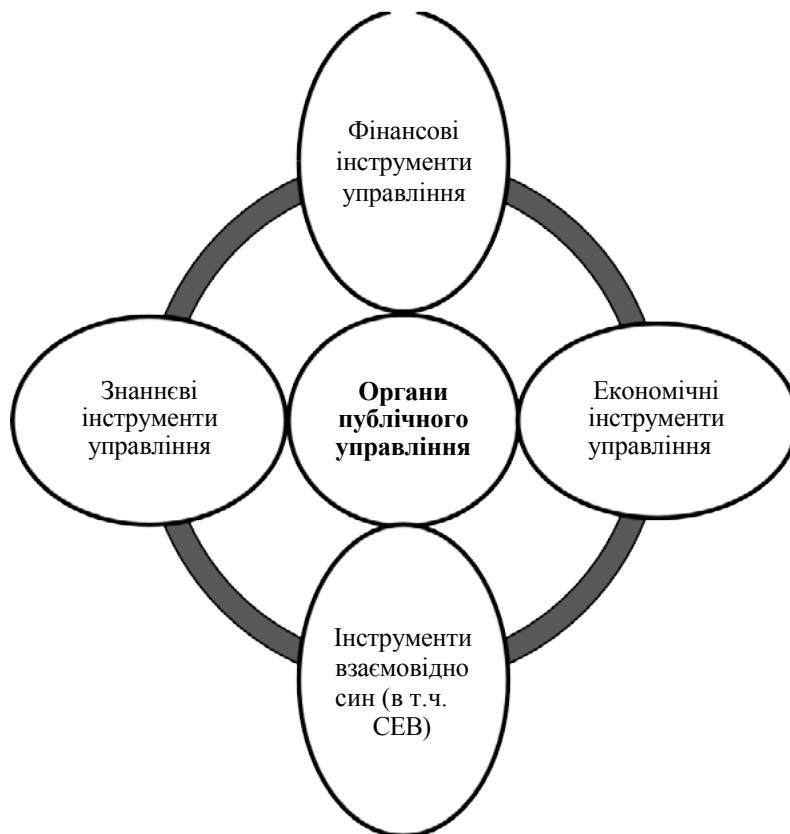 Фінансові
інструменти
управління
Знаннєві
інструменти
управління
Органи
публічного
управління
Економічні
інструменти
управління
Інструменти
взаємовідно
син (в т.ч.
СЕВ)